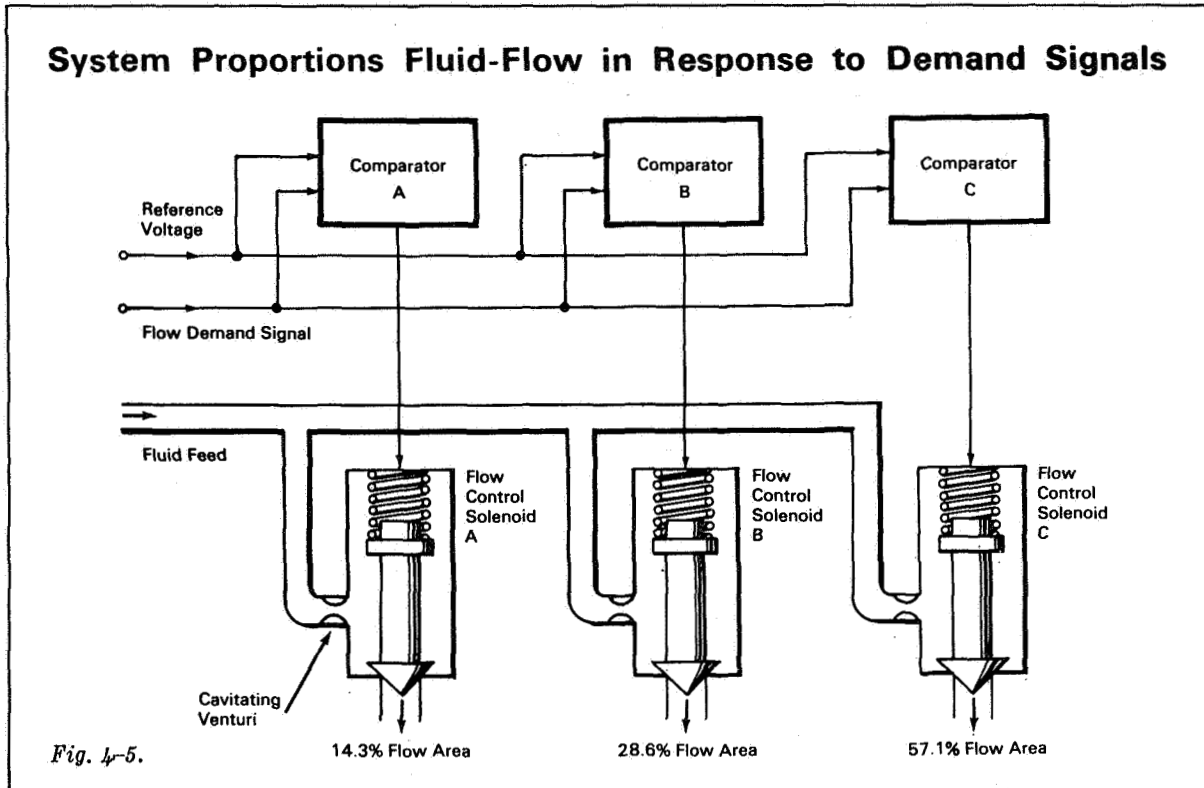 System Proportions Fluid-Flow in Response to Demand Signals
Comparator
A
Comparator
B
Comparator
C
Reference
Voltage
Flow Demand Signal
Fluid Feed
Flow
Control
Solenoid
A
Flow
Control
Solenoid
B
Flow
Control
Solenoid
C
Cavitating
Venturi
Fig. 4-5.
14.3% Flow Area
28.6% Flow Area
57.1% Flow Area